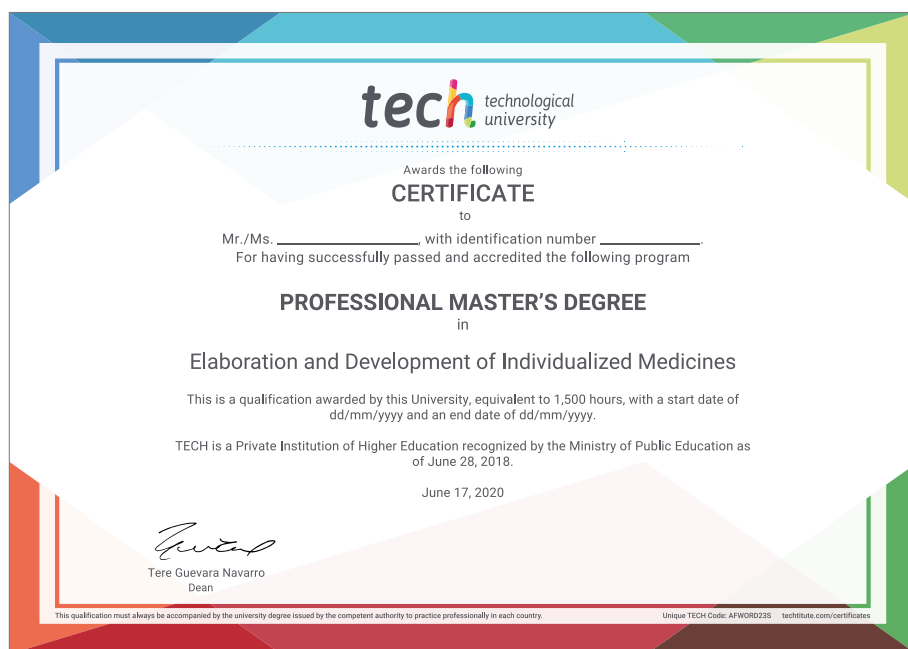 tech technological
university
Awards the following
CERTIFICATE
to
Mr./Ms. ____________________, with identification number ______________.
For having successfully passed and accredited the following program
PROFESSIONAL MASTER'S DEGREE
in
Elaboration and Development of Individualized Medicines
This is a qualification awarded by this University, equivalent to 1,500 hours, with a start date of
dd/mm/yyyy and an end date of dd/mm/yyyy.
TECH is a Private Institution of Higher Education recognized by the Ministry of Public Education as
of June 28, 2018.
June 17, 2020
Tere Guevara Navarro
Dean
This qualification must always be accompanied by the university degree issued by the competent authority to practice professionally in each country. Unique TECH Code: AFWORD23S techtitute.com/certificates